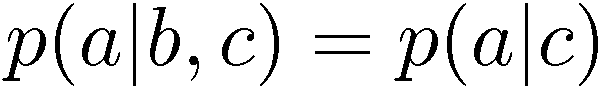 p(a|b, c) = p(a|c)